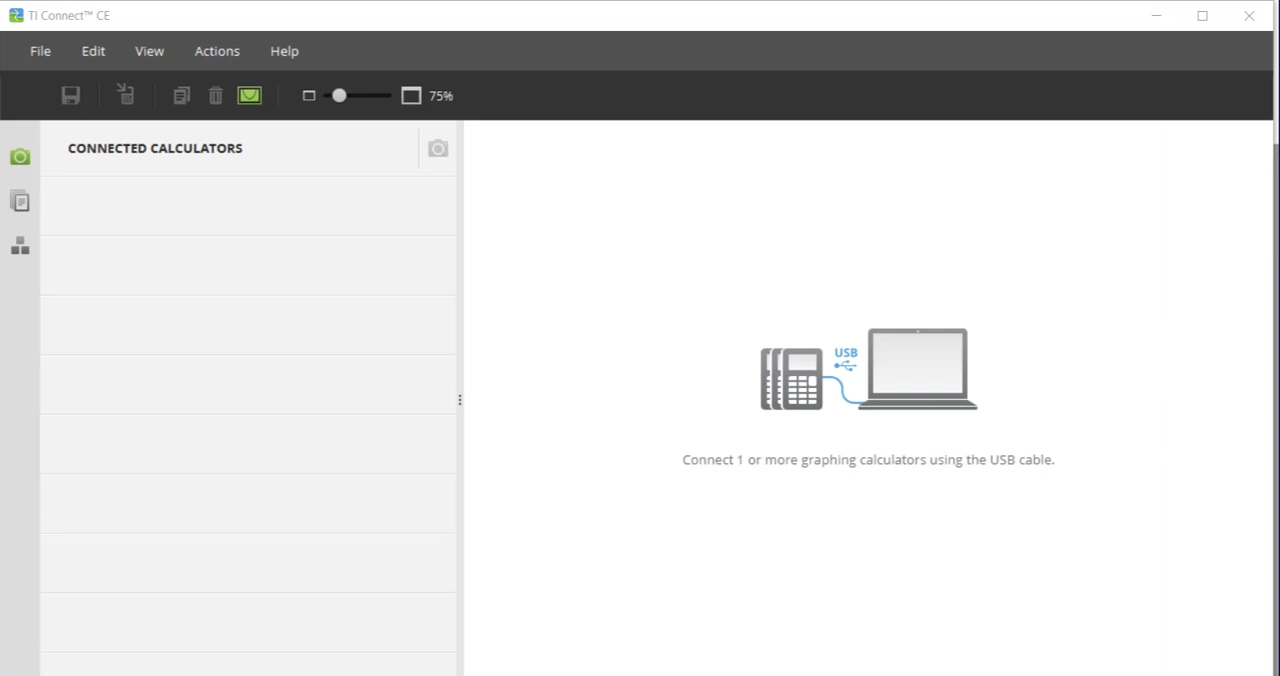 TI Connect™ CE
File Edit View Actions Help
75%
CONNECTED CALCULATORS
USB
Connect 1 or more graphing calculators using the USB cable.